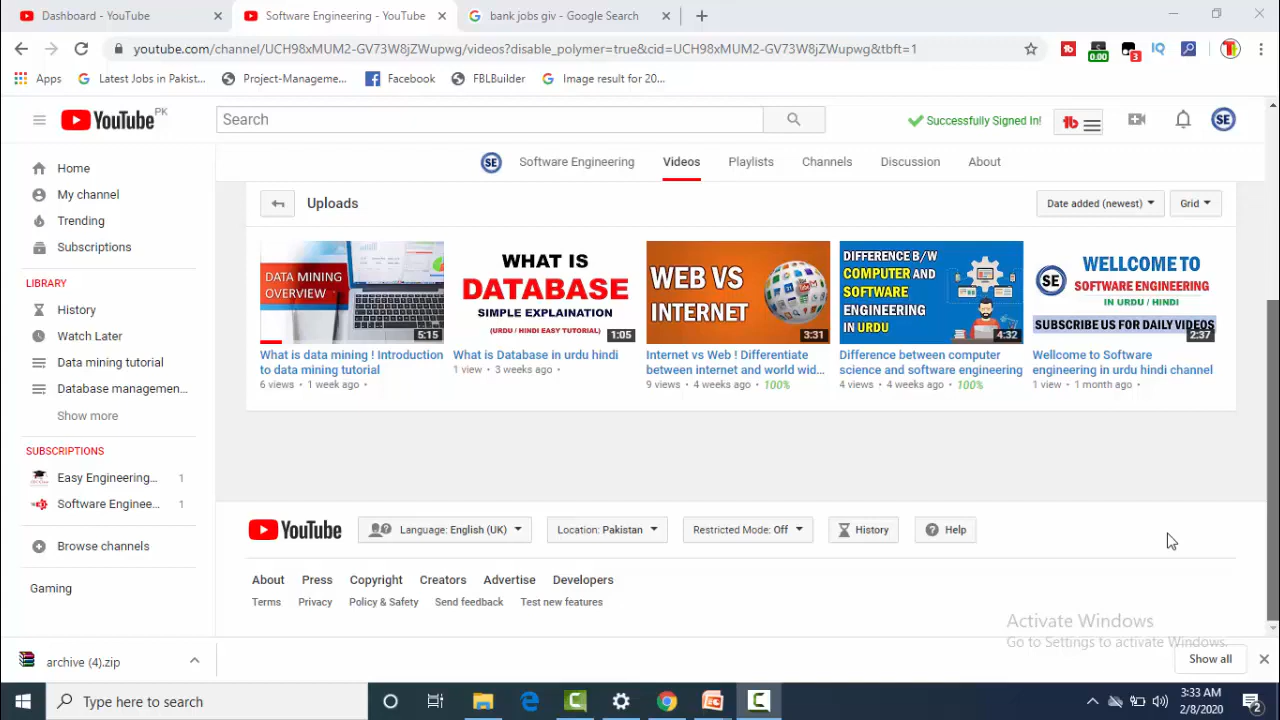 Dashboard - YouTube
Software Engineering - YouTube
bank jobs giv - Google Search
youtube.com/channel/UCH98xMUM2-GV73W8jZWupwg/videos?disable_polymer=true&cid=UCH98xMUM2-GV73W8jZWupwg&tbft=1
0.00
3
IQ
Apps
Latest Jobs in Pakist...
Project-Manageme...
Facebook
FBLBuilder
Image result for 20...
YouTube PK
Search
Successfully Signed In!
tb
SE
SE
Software Engineering
Videos
Playlists
Channels
Discussion
About
Home
My channel
Trending
Subscriptions
LIBRARY
History
Watch Later
Data mining tutorial
Database managemen...
Show more
SUBSCRIPTIONS
Easy Engineering... 1
Software Enginee... 1
Browse channels
Gaming
Uploads
Date added (newest)
Grid
DATA MINING
OVERVIEW
5:15
What is data mining ! Introduction
to data mining tutorial
6 views • 1 week ago •
WHAT IS
DATABASE
SIMPLE EXPLAINATION
(URDU / HINDI EASY TUTORIAL)
1:05
What is Database in urdu hindi
1 view • 3 weeks ago •
WEB VS
INTERNET
3:31
Internet vs Web ! Differentiate
between internet and world wid...
9 views • 4 weeks ago • 100%
DIFFERENCE B/W
COMPUTER AND
SOFTWARE
ENGINEERING
IN URDU
4:32
Difference between computer
science and software engineering
4 views • 4 weeks ago • 100%
SE
WELLCOME TO
SOFTWARE ENGINEERING
IN URDU / HINDI
SUBSCRIBE US FOR DAILY VIDEOS
2:37
Wellcome to Software
engineering in urdu hindi channel
1 view • 1 month ago •
YouTube
Language: English (UK)
Location: Pakistan
Restricted Mode: Off
History
Help
About
Press
Copyright
Creators
Advertise
Developers
Terms
Privacy
Policy & Safety
Send feedback
Test new features
Activate Windows
Go to Settings to activate Windows.
archive (4).zip
Show all
Type here to search
3:33 AM
2/8/2020
2